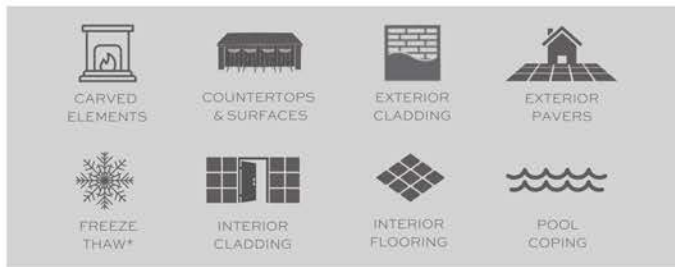 CARVED
ELEMENTS
COUNTERTOPS
& SURFACES
EXTERIOR
CLADDING
EXTERIOR
PAVERS
FREEZE
THAW*
INTERIOR
CLADDING
INTERIOR
FLOORING
POOL
COPING